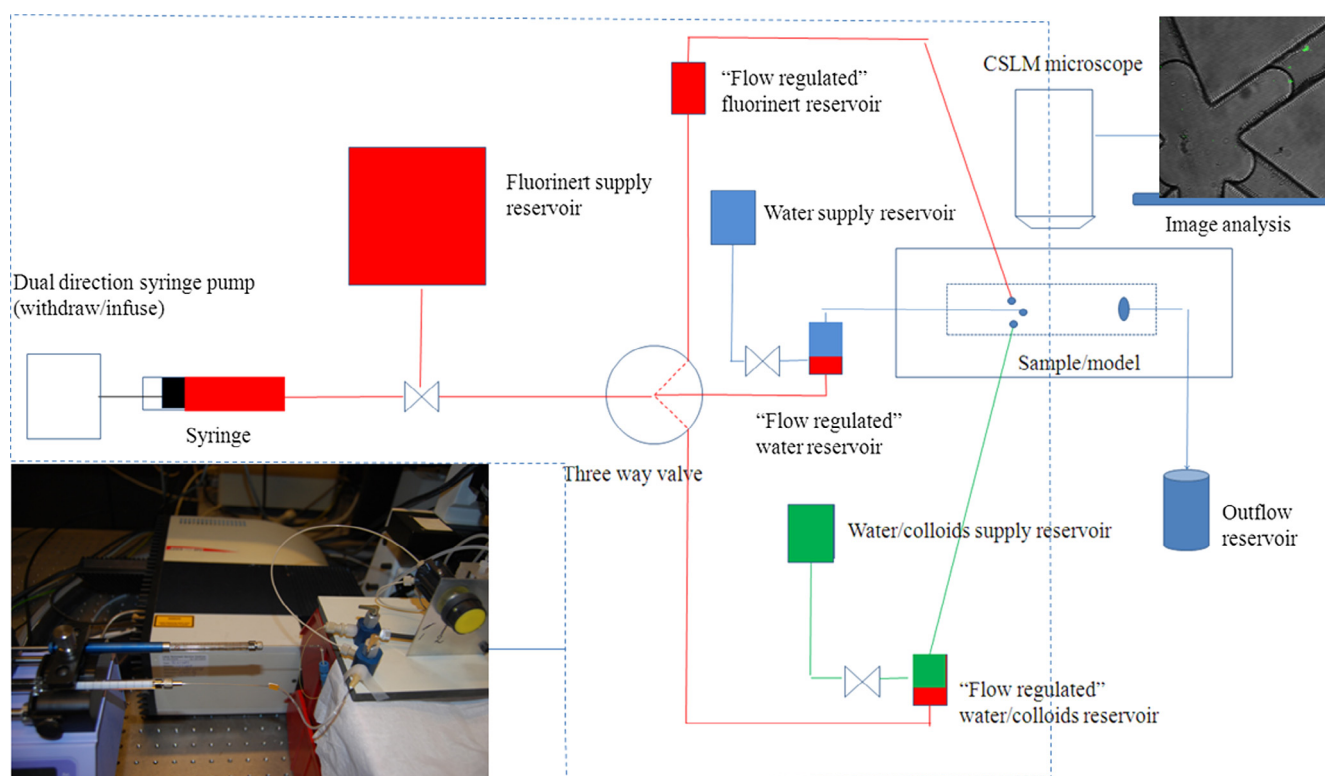 “Flow regulated”
fluorinert reservoir
CSLM microscope
Fluorinert supply
reservoir
Water supply reservoir
Image analysis
Dual direction syringe pump
(withdraw/infuse)
Sample/model
Syringe
“Flow regulated”
water reservoir
Three way valve
Water/colloids supply reservoir
Outflow
reservoir
“Flow regulated”
water/colloids reservoir